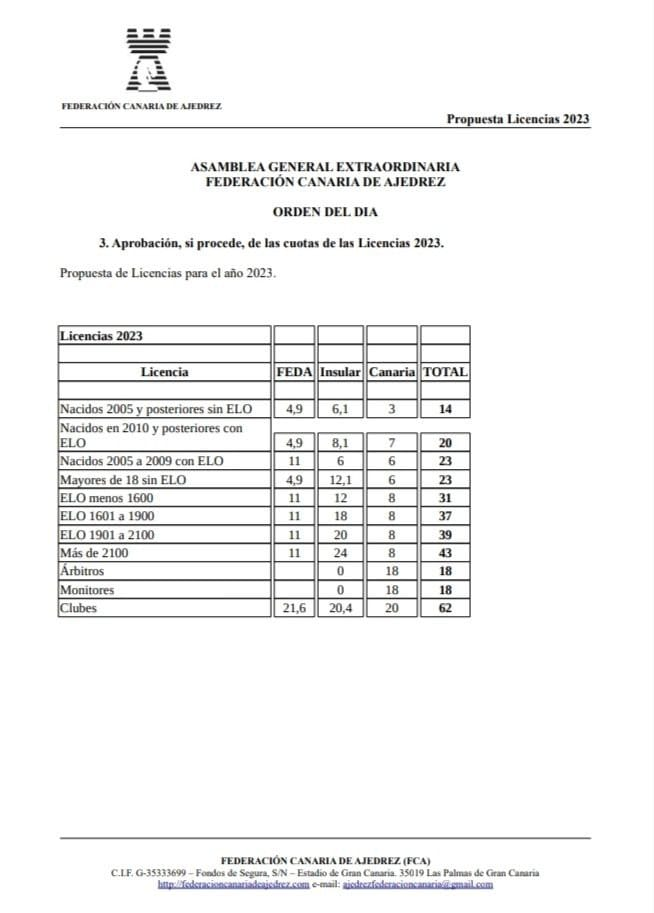 FEDERACIÓN CANARIA DE AJEDREZ
Propuesta Licencias 2023
ASAMBLEA GENERAL EXTRAORDINARIA
FEDERACIÓN CANARIA DE AJEDREZ
ORDEN DEL DIA
3. Aprobación, si procede, de las cuotas de las Licencias 2023.
Propuesta de Licencias para el año 2023.
Licencias 2023
Licencia FEDA Insular Canaria TOTAL
Nacidos 2005 y posteriores sin ELO 4,9 6,1 3 14
Nacidos en 2010 y posteriores con
ELO 4,9 8,1 7 20
Nacidos 2005 a 2009 con ELO 11 6 6 23
Mayores de 18 sin ELO 4,9 12,1 6 23
ELO menos 1600 11 12 8 31
ELO 1601 a 1900 11 18 8 37
ELO 1901 a 2100 11 20 8 39
Más de 2100 11 24 8 43
Árbitros 0 18 18
Monitores 0 18 18
Clubes 21,6 20,4 20 62
FEDERACIÓN CANARIA DE AJEDREZ (FCA)
C.I.F. G-35333699 – Fondos de Segura, S/N – Estadio de Gran Canaria. 35019 Las Palmas de Gran Canaria
http://federacioncanariadeajedrez.com e-mail: ajedrezfederacioncanaria@gmail.com